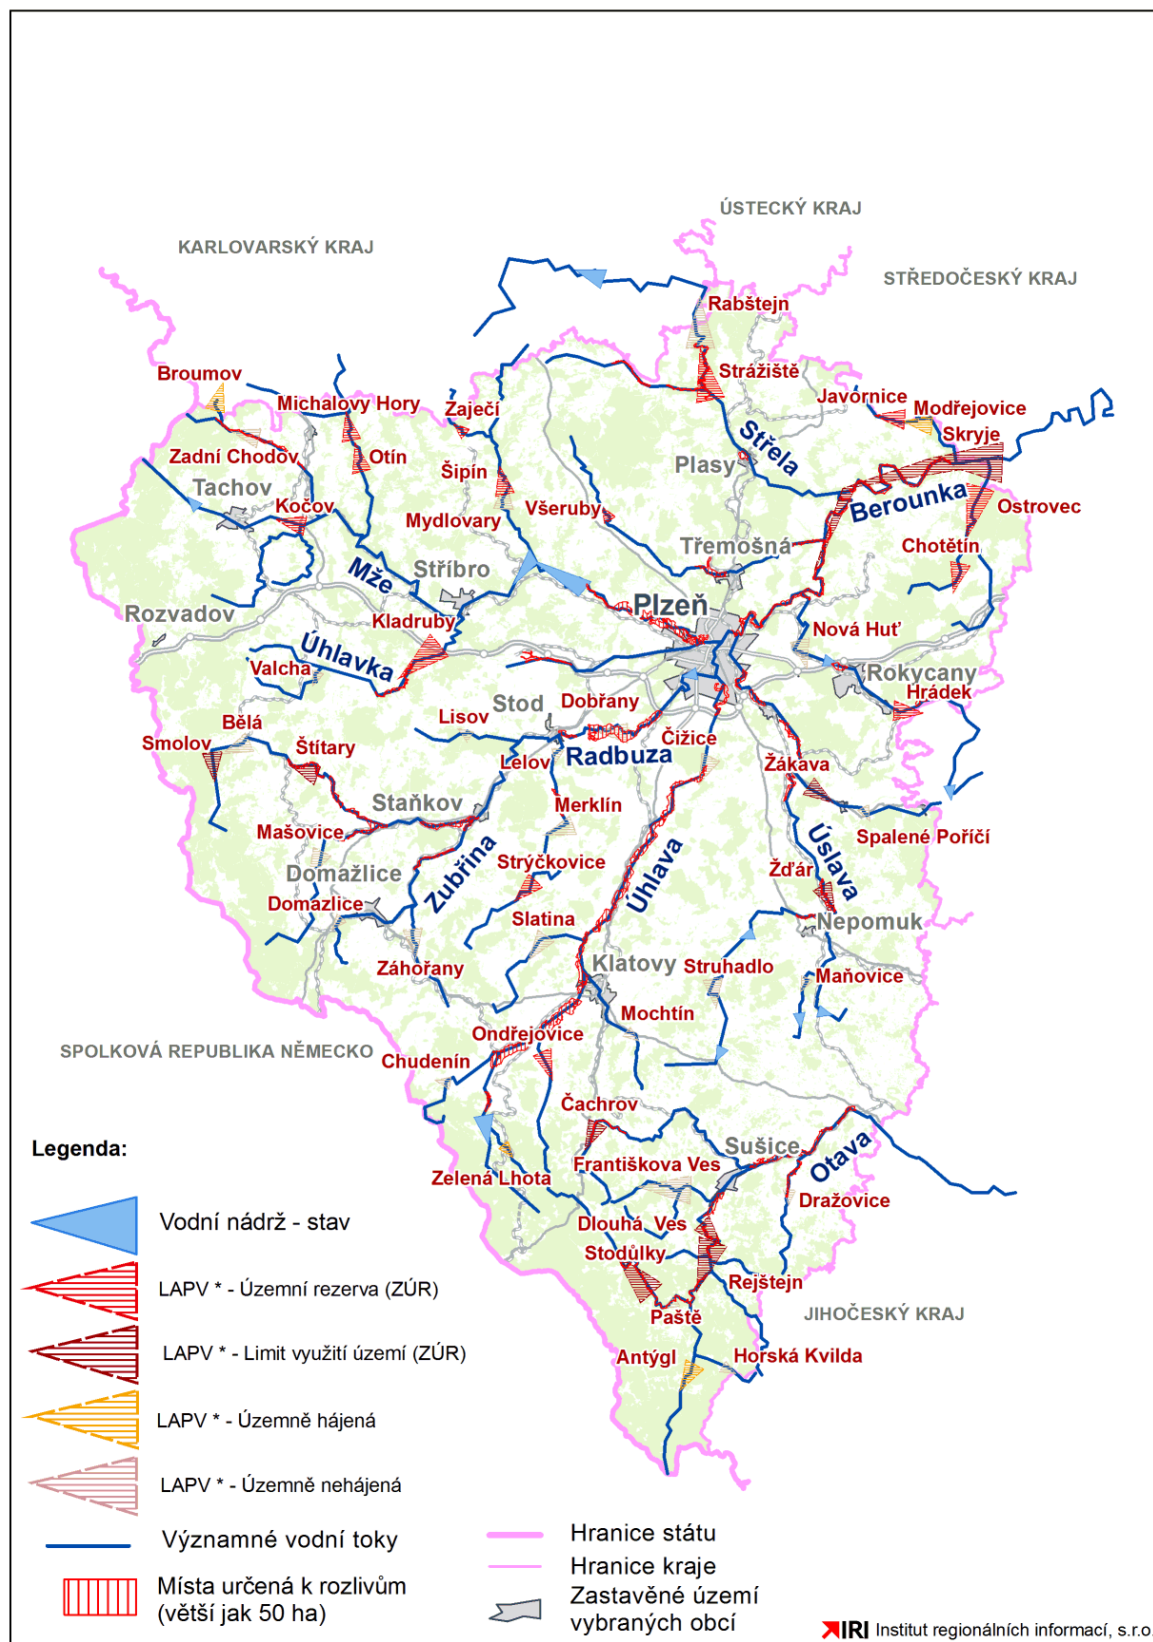 ÚSTECKÝ KRAJ
KARLOVARSKÝ KRAJ
STŘEDOČESKÝ KRAJ
Rabštejn
Broumov
Strážiště
Michalovy Hory
Zaječí
Javórnice
Modřejovice
Skryje
Střela
Zadní Chodov
Otín
Šipín
Plasy
Tachov
Kočov
Mydlovary
Všeruby
Berounka
Ostrovec
Třemošná
Chotětín
Mže
Stříbro
Plzeň
Rozvadov
Kladruby
Nová Huť
Úhlavka
Valcha
Rokycany
Hrádek
Stod
Dobřany
Lisov
Bělá
Smolov
Štítary
Čižice
Radbuza
Lelov
Žákava
Staňkov
Merklín
Mašovice
Spalené Poříčí
Zubřina
Strýčkovice
Úhlava
Úslava
Žďár
Domažlice
Domazlice
Slatina
Nepomuk
Záhořany
Klatovy
Struhadlo
Maňovice
Mochtín
Ondřejovice
SPOLKOVÁ REPUBLIKA NĚMECKO
Chudenín
Čachrov
Sušice
Otava
Františkova Ves
Zelená Lhota
Dražovice
Dlouhá Ves
Stodůlky
Rejštejn
Paště
JIHOČESKÝ KRAJ
Antýgl
Horská Kvilda
Legenda:
Vodní nádrž - stav
LAPV * - Územní rezerva (ZÚR)
LAPV * - Limit využití území (ZÚR)
LAPV * - Územně hájená
LAPV * - Územně nehájená
Významné vodní toky
Místa určená k rozlivům
(větší jak 50 ha)
Hranice státu
Hranice kraje
Zastavěné území
vybraných obcí
IRI Institut regionálních informací, s.r.o.